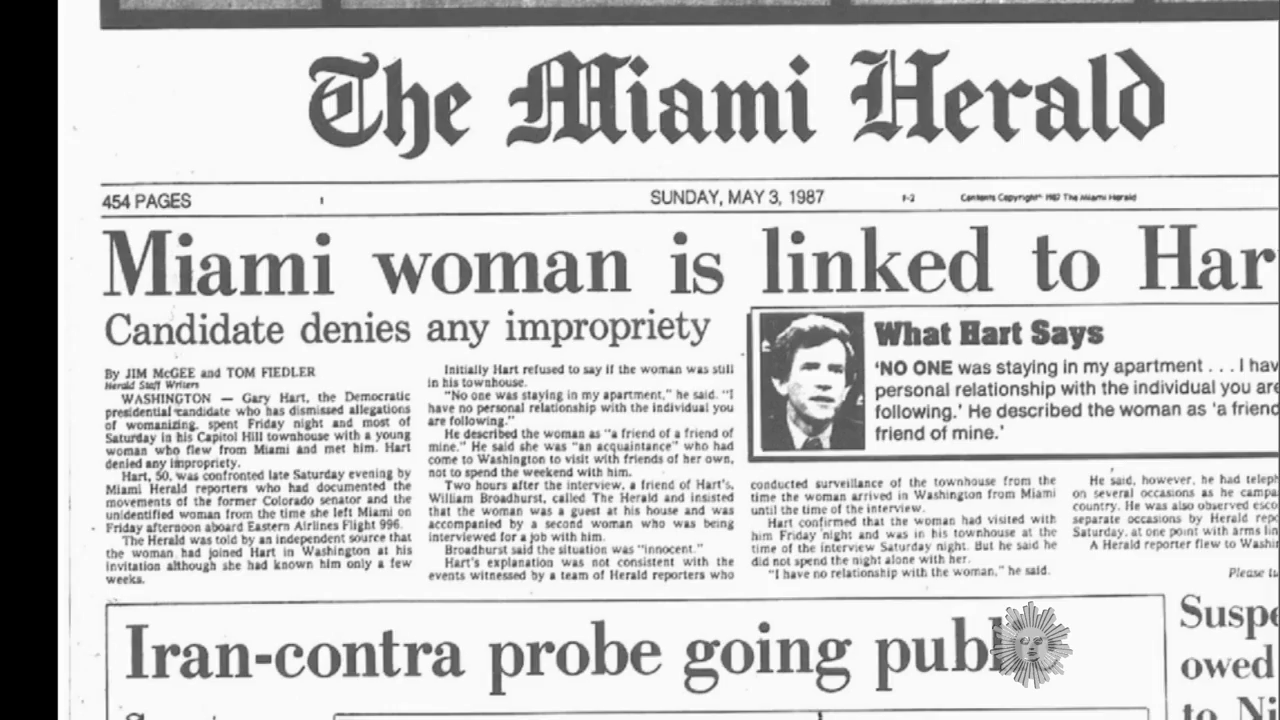 The Miami Herald
454 PAGES
SUNDAY, MAY 3, 1987
F-2
Contents Copyright © 1987 The Miami Herald
Miami woman is linked to Har
Candidate denies any impropriety
By JIM McGEE and TOM FIEDLER
Herald Staff Writers
WASHINGTON — Gary Hart, the Democratic
presidential candidate who has dismissed allegations
of womanizing, spent Friday night and most of
Saturday in his Capitol Hill townhouse with a young
woman who flew from Miami and met him. Hart
denied any impropriety.
Hart, 50, was confronted late Saturday evening by
Miami Herald reporters who had documented the
movements of the former Colorado senator and the
unidentified woman from the time she left Miami on
Friday afternoon aboard Eastern Airlines Flight 996.
The Herald was told by an independent source that
the woman had joined Hart in Washington at his
invitation although she had known him only a few
weeks.
Initially Hart refused to say if the woman was still
in his townhouse.
"No one was staying in my apartment," he said. "I
have no personal relationship with the individual you
are following."
He described the woman as "a friend of a friend of
mine." He said she was "an acquaintance" who had
come to Washington to visit with friends of her own,
not to spend the weekend with him.
Two hours after the interview, a friend of Hart's,
William Broadhurst, called The Herald and insisted
that the woman was a guest at his house and was
accompanied by a second woman who was being
interviewed for a job with him.
Broadhurst said the situation was "innocent."
Hart's explanation was not consistent with the
events witnessed by a team of Herald reporters who
What Hart Says
'NO ONE was staying in my apartment . . . I hav
personal relationship with the individual you are
following.' He described the woman as 'a friend
friend of mine.'
conducted surveillance of the townhouse from the
time the woman arrived in Washington from Miami
until the time of the interview.
Hart confirmed that the woman had visited with
him Friday night and was in his townhouse at the
time of the interview Saturday night. But he said he
did not spend the night alone with her.
"I have no relationship with the woman," he said.
He said, however, he had teleph
on several occasions as he campa
country. He was also observed esco
separate occasions by Herald repo
Saturday, at one point with arms lin
A Herald reporter flew to Washin
Please tu
Iran-contra probe going publ
Suspe
owed
to Ni